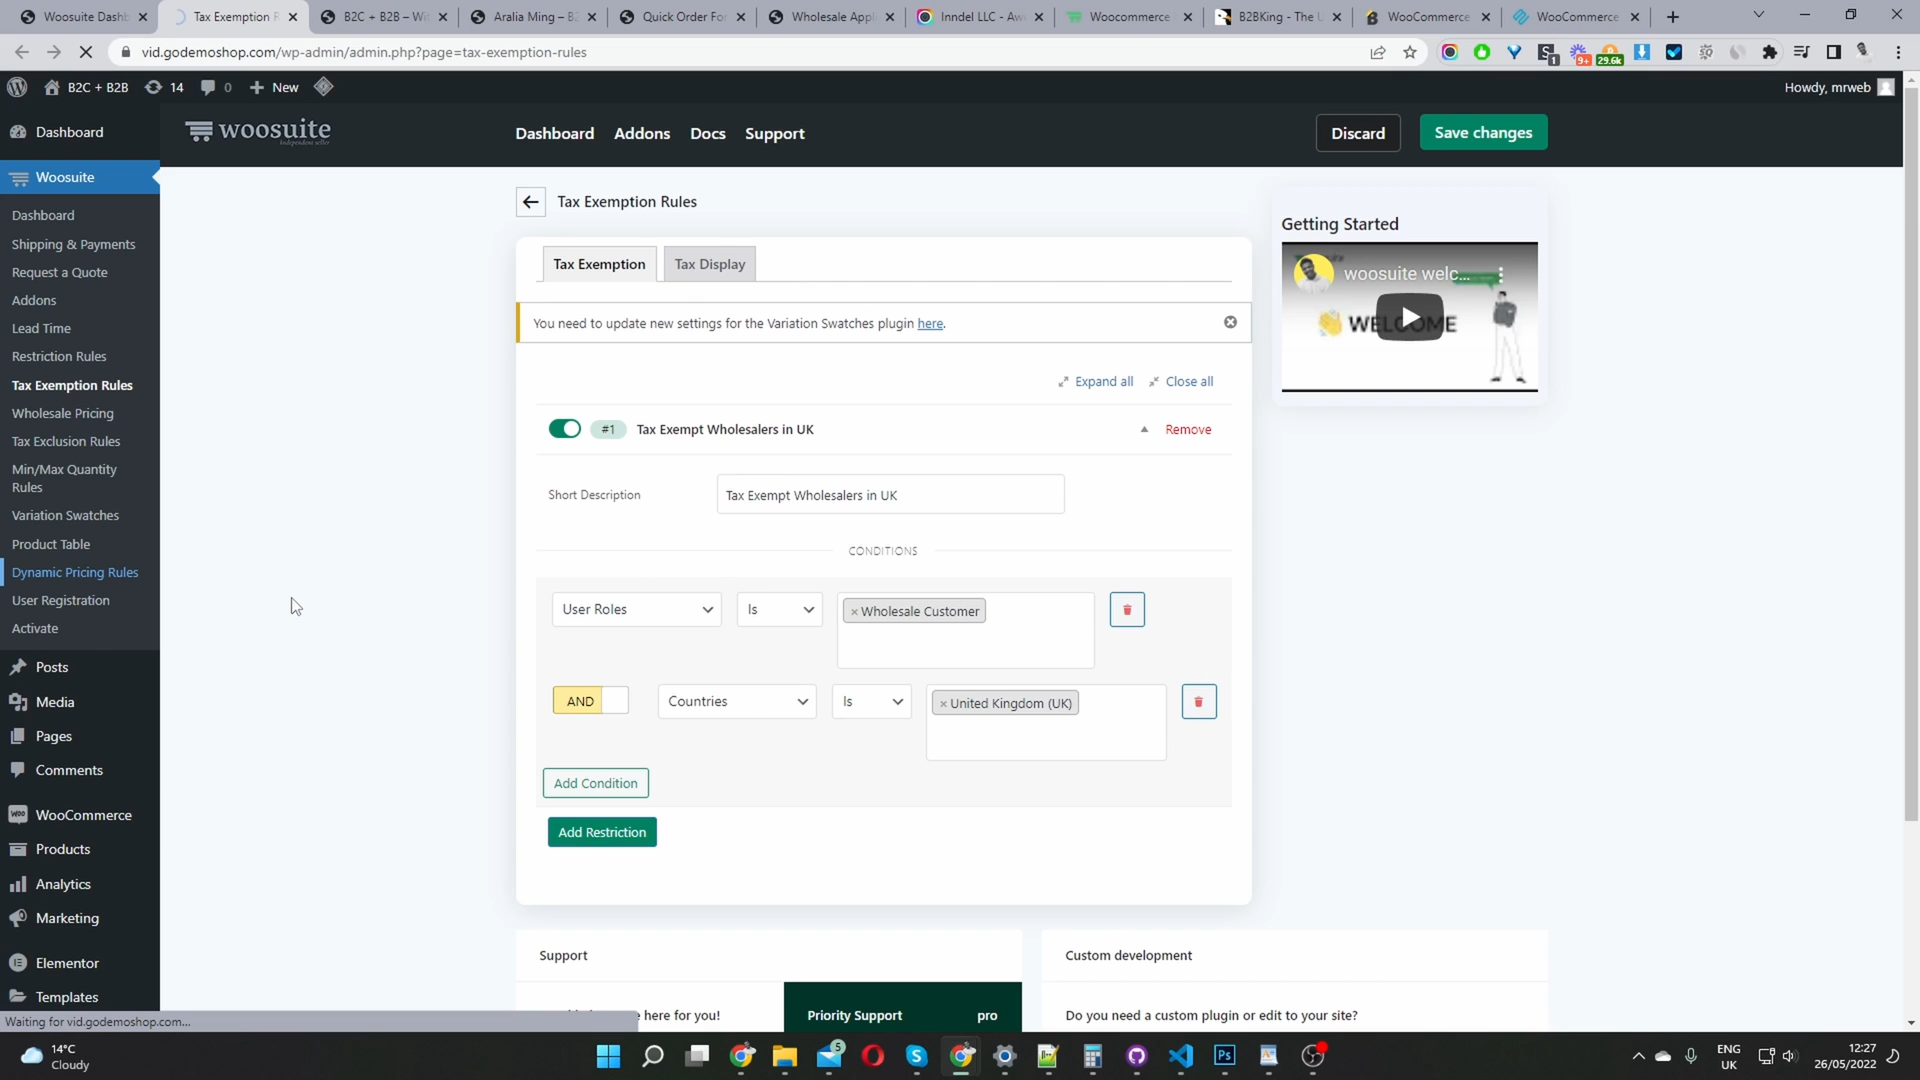 Woosuite Dashb
Tax Exemption F
B2C + B2B – Wi
Aralia Ming – B2
Quick Order For
Wholesale Appl
Inndel LLC - Aw
Woocommerce
B2BKing - The U
WooCommerce
WooCommerce
vid.godemoshop.com/wp-admin/admin.php?page=tax-exemption-rules
1
9+
29.6k
B2C + B2B
14
0
New
Howdy, mrweb
woosuite
Independent seller
Dashboard
Addons
Docs
Support
Discard
Save changes
Dashboard
Woosuite
Dashboard
Shipping & Payments
Request a Quote
Addons
Lead Time
Restriction Rules
Tax Exemption Rules
Wholesale Pricing
Tax Exclusion Rules
Min/Max Quantity
Rules
Variation Swatches
Product Table
Dynamic Pricing Rules
User Registration
Activate
Posts
Media
Pages
Comments
WooCommerce
Products
Analytics
Marketing
Elementor
Templates
Waiting for vid.godemoshop.com...
Tax Exemption Rules
Tax Exemption
Tax Display
You need to update new settings for the Variation Swatches plugin here.
Expand all
Close all
#1
Tax Exempt Wholesalers in UK
Remove
Short Description
Tax Exempt Wholesalers in UK
CONDITIONS
User Roles
Is
× Wholesale Customer
AND
Countries
Is
× United Kingdom (UK)
Add Condition
Add Restriction
Getting Started
woosuite welc...
WELCOME
Support
here for you!
Priority Support
pro
Custom development
Do you need a custom plugin or edit to your site?
14°C
Cloudy
5
Ps
ENG
UK
12:27
26/05/2022